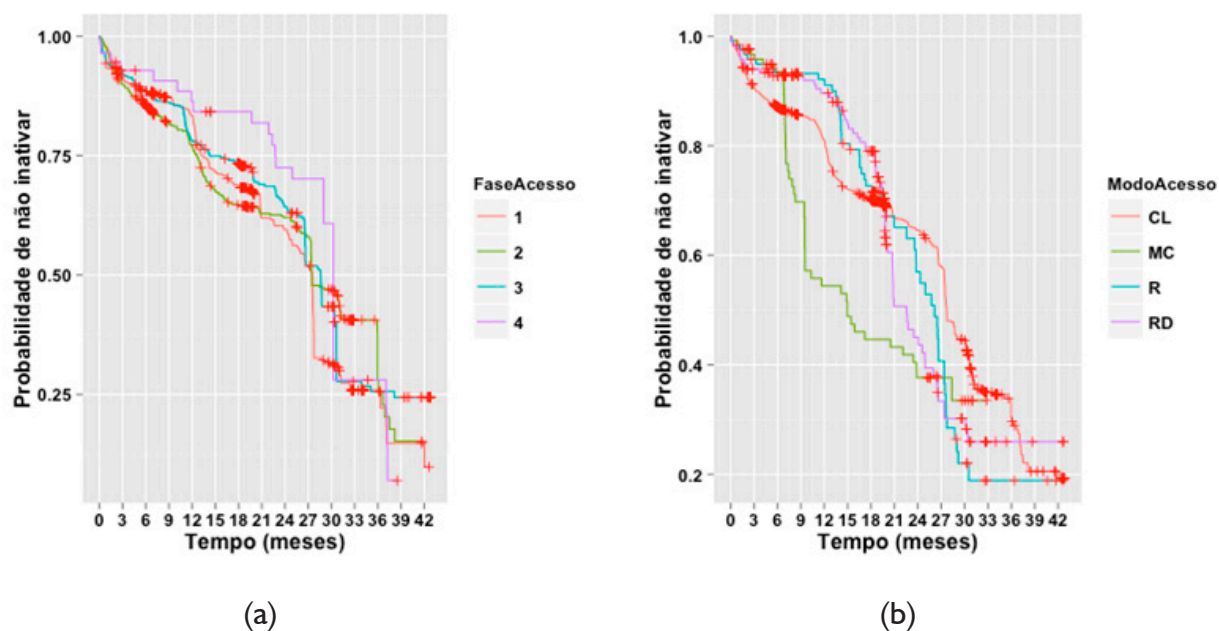 Probabilidade de não inativar
1.00
0.75
0.50
0.25
0 3 6 9 12 15 18 21 24 27 30 33 36 39 42
Tempo (meses)
FaseAcesso
1
2
3
4
(a)
Probabilidade de não inativar
1.0
0.8
0.6
0.4
0.2
0 3 6 9 12 15 18 21 24 27 30 33 36 39 42
Tempo (meses)
ModoAcesso
CL
MC
R
RD
(b)